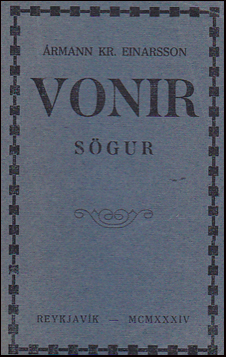 ÁRMANN KR. EINARSSON
VONIR
SÖGUR
REYKJAVÍK — MCMXXXIV